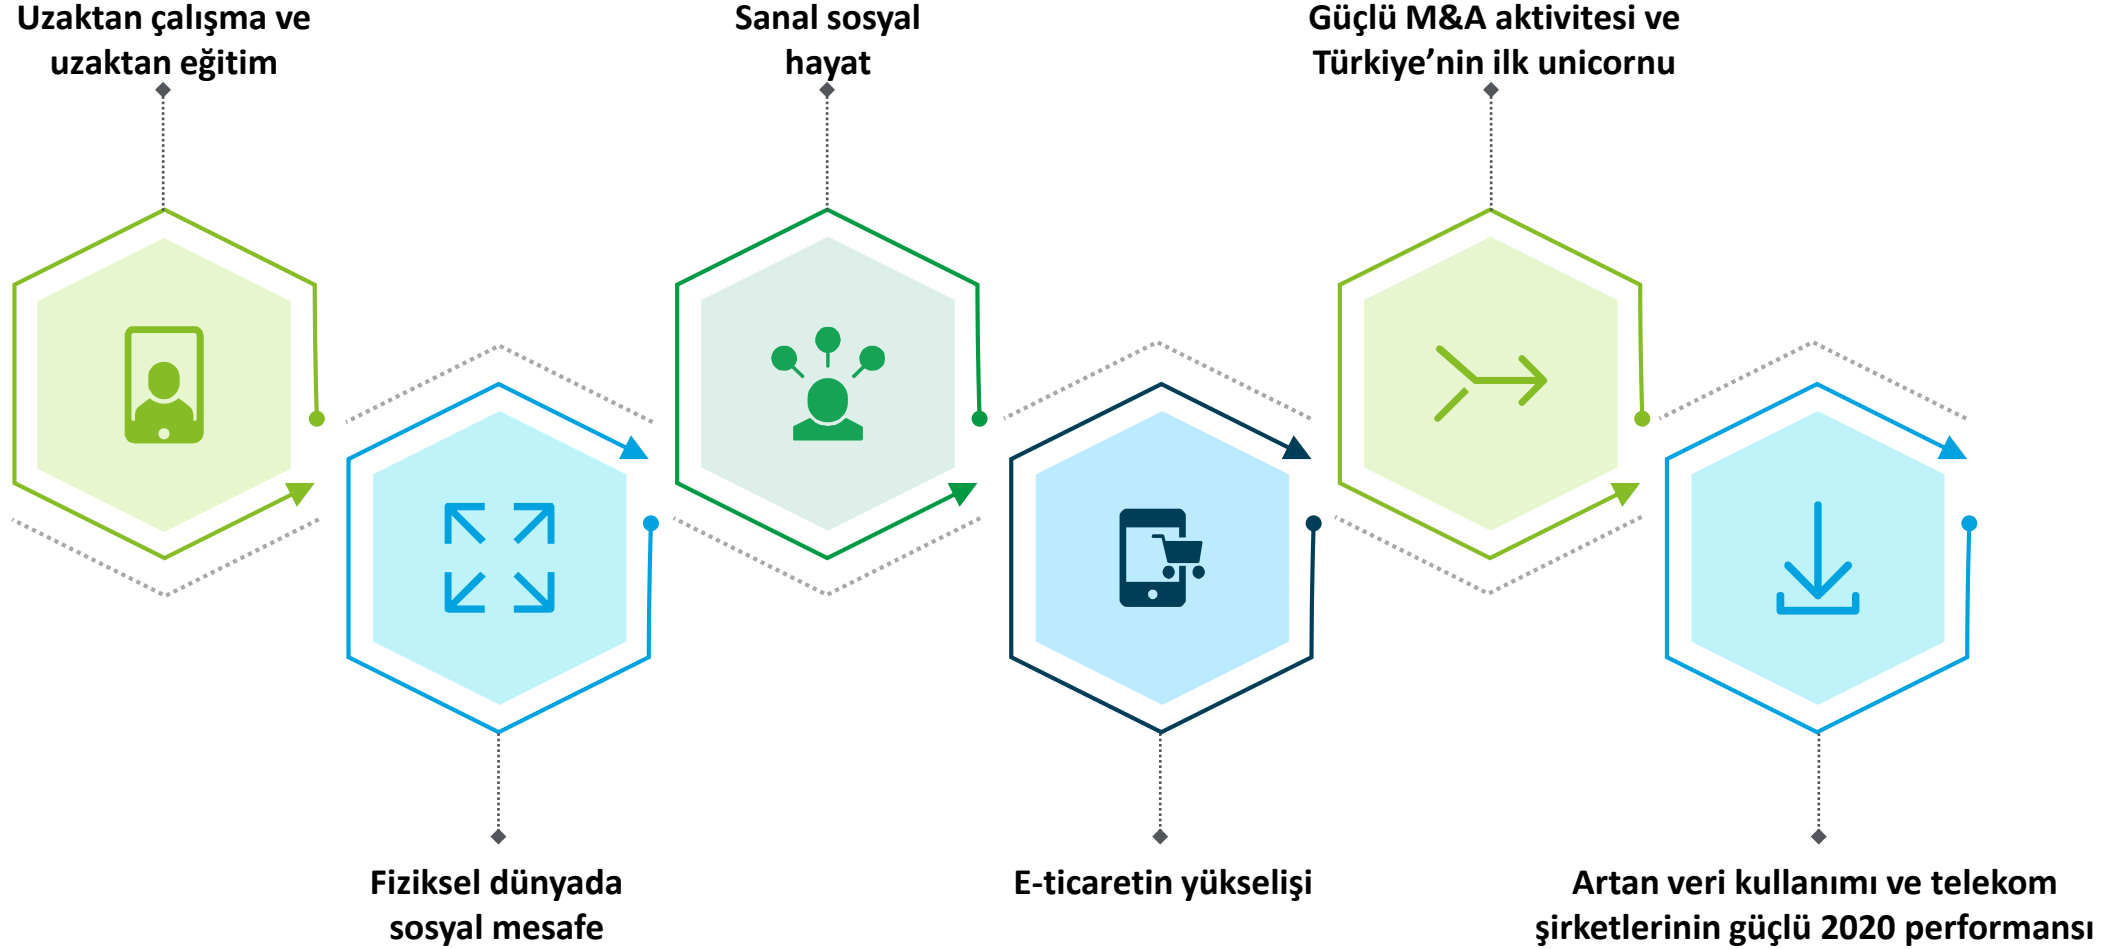 Uzaktan çalışma ve
uzaktan eğitim
Sanal sosyal
hayat
Güçlü M&A aktivitesi ve
Türkiye’nin ilk unicornu
Fiziksel dünyada
sosyal mesafe
E-ticaretin yükselişi
Artan veri kullanımı ve telekom
şirketlerinin güçlü 2020 performansı